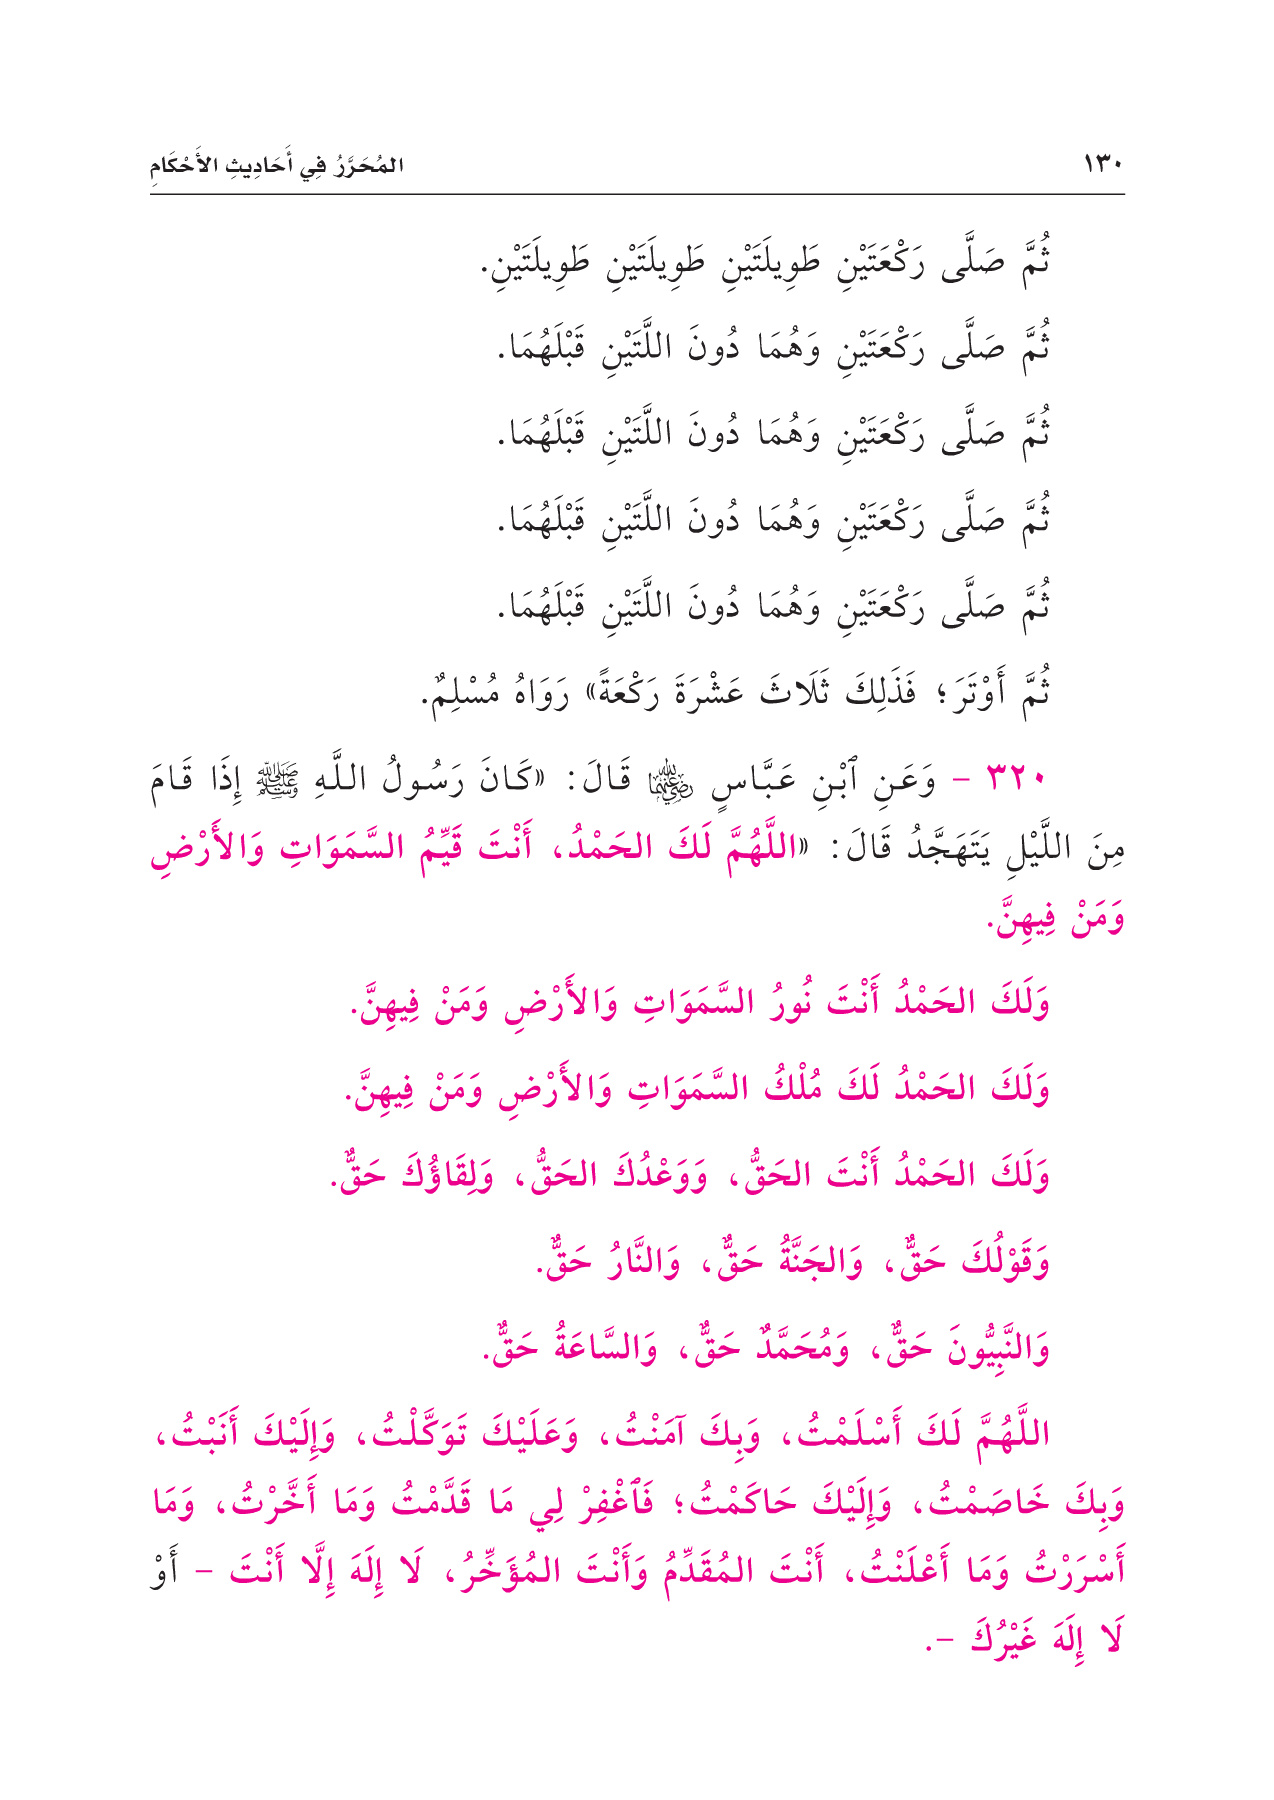 ١٣٠
المُحَرَّرُ فِي أَحَادِيثِ الأَحْكَامِ
ثُمَّ صَلَّى رَكْعَتَيْنِ طَوِيلَتَيْنِ طَوِيلَتَيْنِ طَوِيلَتَيْنِ.
ثُمَّ صَلَّى رَكْعَتَيْنِ وَهُمَا دُونَ اللَّتَيْنِ قَبْلَهُمَا.
ثُمَّ صَلَّى رَكْعَتَيْنِ وَهُمَا دُونَ اللَّتَيْنِ قَبْلَهُمَا.
ثُمَّ صَلَّى رَكْعَتَيْنِ وَهُمَا دُونَ اللَّتَيْنِ قَبْلَهُمَا.
ثُمَّ صَلَّى رَكْعَتَيْنِ وَهُمَا دُونَ اللَّتَيْنِ قَبْلَهُمَا.
ثُمَّ أَوْتَرَ؛ فَذَلِكَ ثَلَاثَ عَشْرَةَ رَكْعَةً» رَوَاهُ مُسْلِمٌ.
٣٢٠ - وَعَنِ ٱبْنِ عَبَّاسٍ رضي الله عنهما قَالَ: «كَانَ رَسُولُ اللَّهِ ﷺ إِذَا قَامَ
مِنَ اللَّيْلِ يَتَهَجَّدُ قَالَ: «اللَّهُمَّ لَكَ الحَمْدُ، أَنْتَ قَيِّمُ السَّمَوَاتِ وَالأَرْضِ
وَمَنْ فِيهِنَّ.
وَلَكَ الحَمْدُ أَنْتَ نُورُ السَّمَوَاتِ وَالأَرْضِ وَمَنْ فِيهِنَّ.
وَلَكَ الحَمْدُ لَكَ مُلْكُ السَّمَوَاتِ وَالأَرْضِ وَمَنْ فِيهِنَّ.
وَلَكَ الحَمْدُ أَنْتَ الحَقُّ، وَوَعْدُكَ الحَقُّ، وَلِقَاؤُكَ حَقٌّ.
وَقَوْلُكَ حَقٌّ، وَالجَنَّةُ حَقٌّ، وَالنَّارُ حَقٌّ.
وَالنَّبِيُّونَ حَقٌّ، وَمُحَمَّدٌ حَقٌّ، وَالسَّاعَةُ حَقٌّ.
اللَّهُمَّ لَكَ أَسْلَمْتُ، وَبِكَ آمَنْتُ، وَعَلَيْكَ تَوَكَّلْتُ، وَإِلَيْكَ أَنَبْتُ،
وَبِكَ خَاصَمْتُ، وَإِلَيْكَ حَاكَمْتُ؛ فَٱغْفِرْ لِي مَا قَدَّمْتُ وَمَا أَخَّرْتُ، وَمَا
أَسْرَرْتُ وَمَا أَعْلَنْتُ، أَنْتَ المُقَدِّمُ وَأَنْتَ المُؤَخِّرُ، لَا إِلَهَ إِلَّا أَنْتَ - أَوْ
لَا إِلَهَ غَيْرُكَ -.